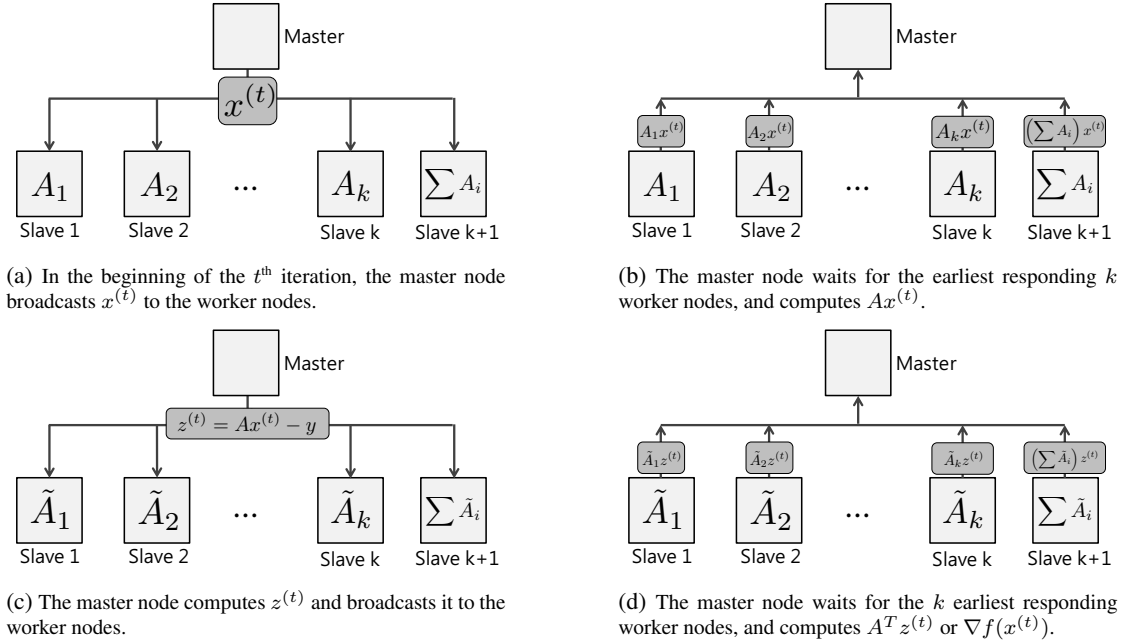 Master
x^{(t)}
A_1
A_2
...
A_k
∑ A_i
Slave 1
Slave 2
Slave k
Slave k+1
(a) In the beginning of the t^{th} iteration, the master node
broadcasts x^{(t)} to the worker nodes.
Master
A_1x^{(t)}
A_2x^{(t)}
A_kx^{(t)}
(∑ A_i) x^{(t)}
A_1
A_2
...
A_k
∑ A_i
Slave 1
Slave 2
Slave k
Slave k+1
(b) The master node waits for the earliest responding k
worker nodes, and computes Ax^{(t)}.
Master
z^{(t)} = Ax^{(t)} − y
Ã_1
Ã_2
...
Ã_k
∑ Ã_i
Slave 1
Slave 2
Slave k
Slave k+1
(c) The master node computes z^{(t)} and broadcasts it to the
worker nodes.
Master
Ã_1z^{(t)}
Ã_2z^{(t)}
Ã_kz^{(t)}
(∑ Ã_i) z^{(t)}
Ã_1
Ã_2
...
Ã_k
∑ Ã_i
Slave 1
Slave 2
Slave k
Slave k+1
(d) The master node waits for the k earliest responding
worker nodes, and computes A^T z^{(t)} or ∇f(x^{(t)}).